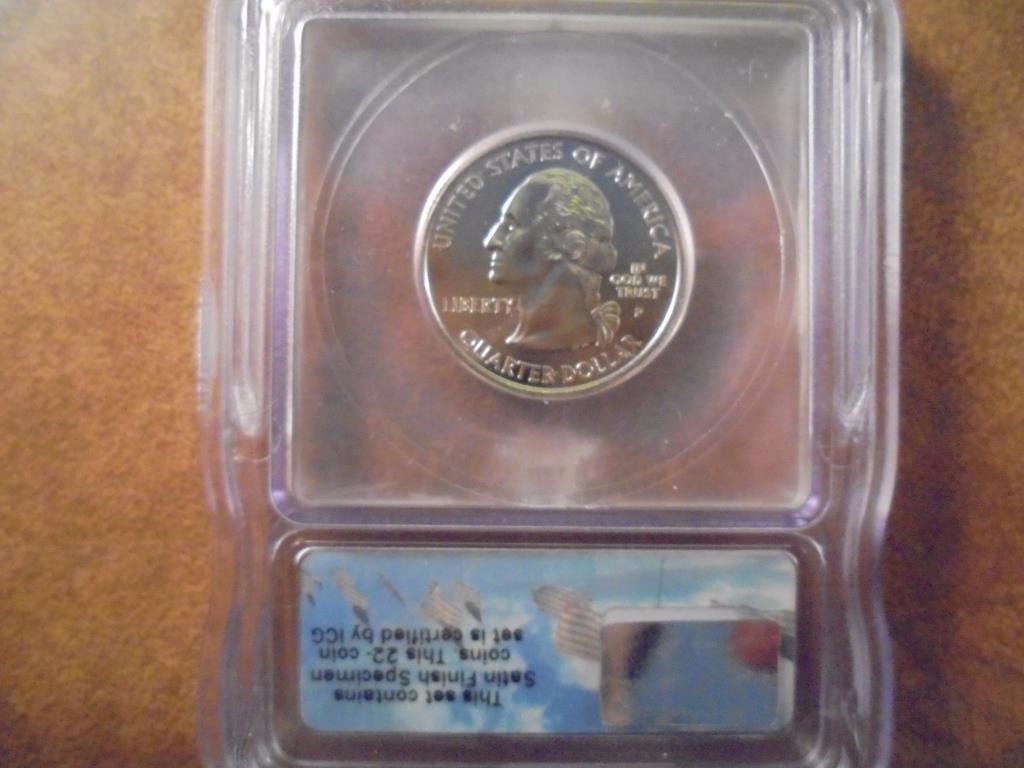 UNITED STATES OF AMERICA
LIBERTY
IN
GOD WE
TRUST
P
QUARTER DOLLAR
This set contains
Satin Finish Specimen
coins. This 22- coin
set is certified by ICG